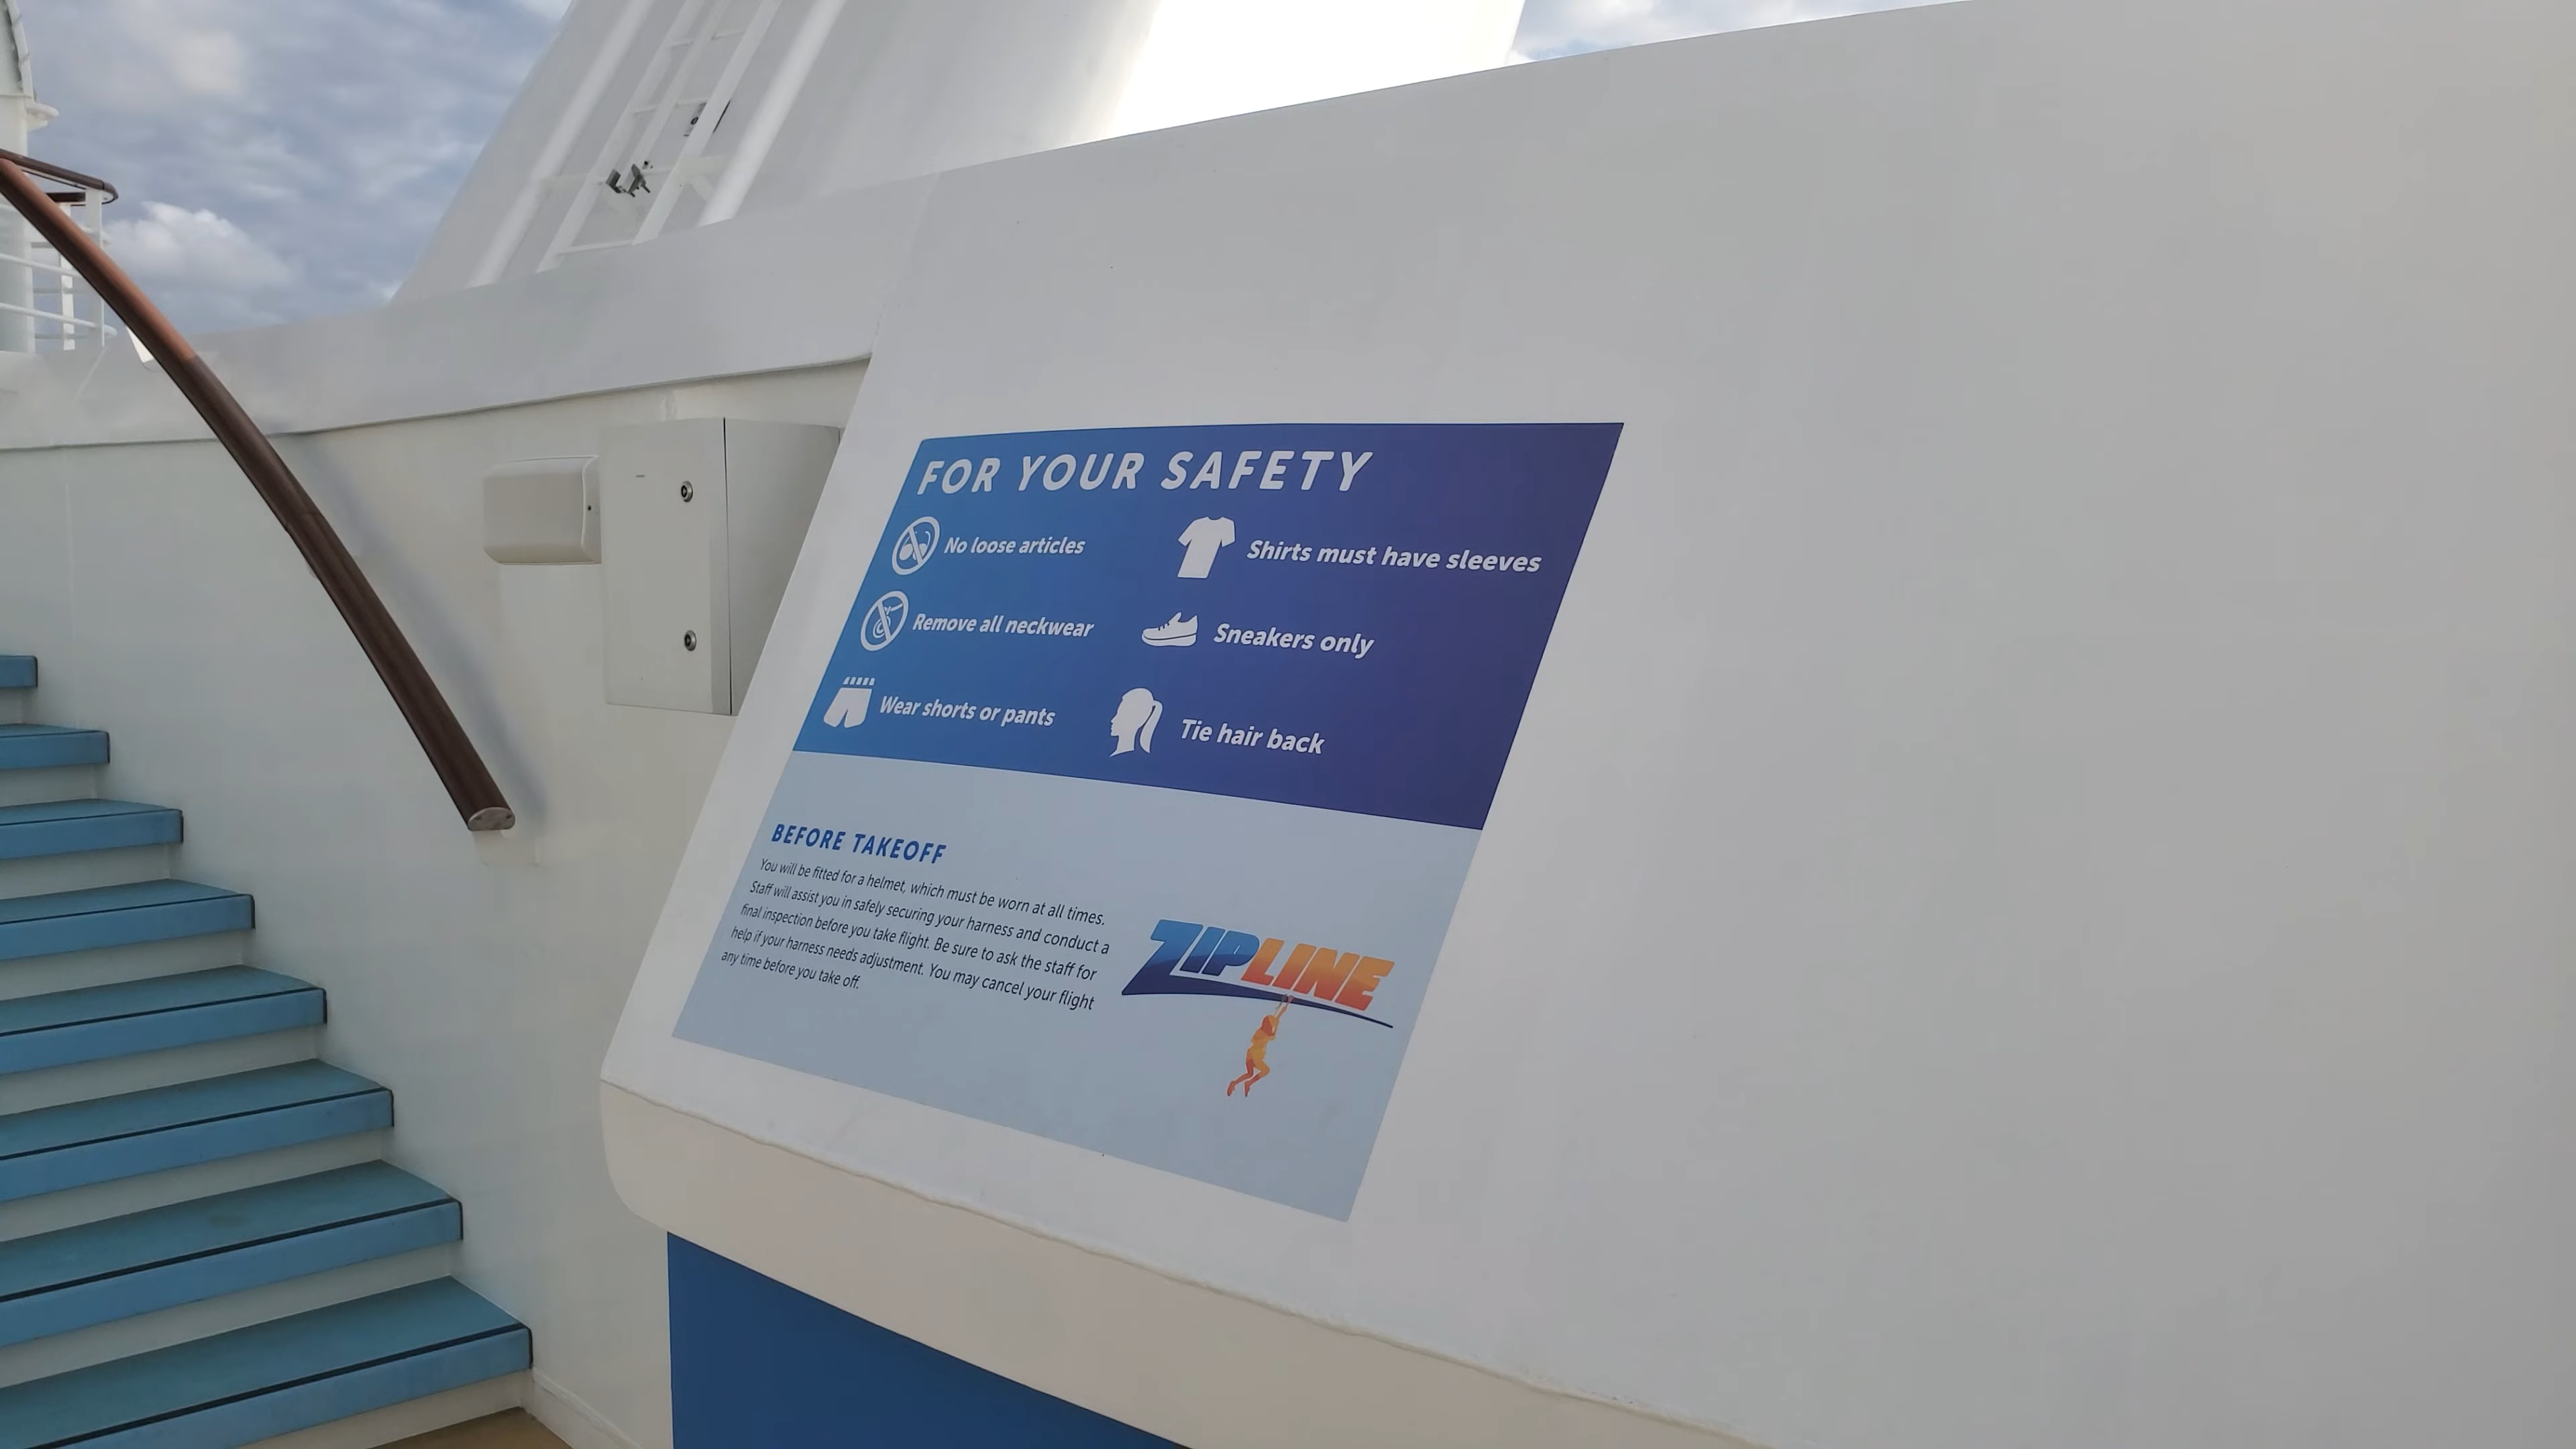 FOR YOUR SAFETY
No loose articles
Shirts must have sleeves
Remove all neckwear
Sneakers only
Wear shorts or pants
Tie hair back
BEFORE TAKEOFF
You will be fitted for a helmet, which must be worn at all times.
Staff will assist you in safely securing your harness and conduct a
final inspection before you take flight. Be sure to ask the staff for
help if your harness needs adjustment. You may cancel your flight
any time before you take off.
ZIPLINE